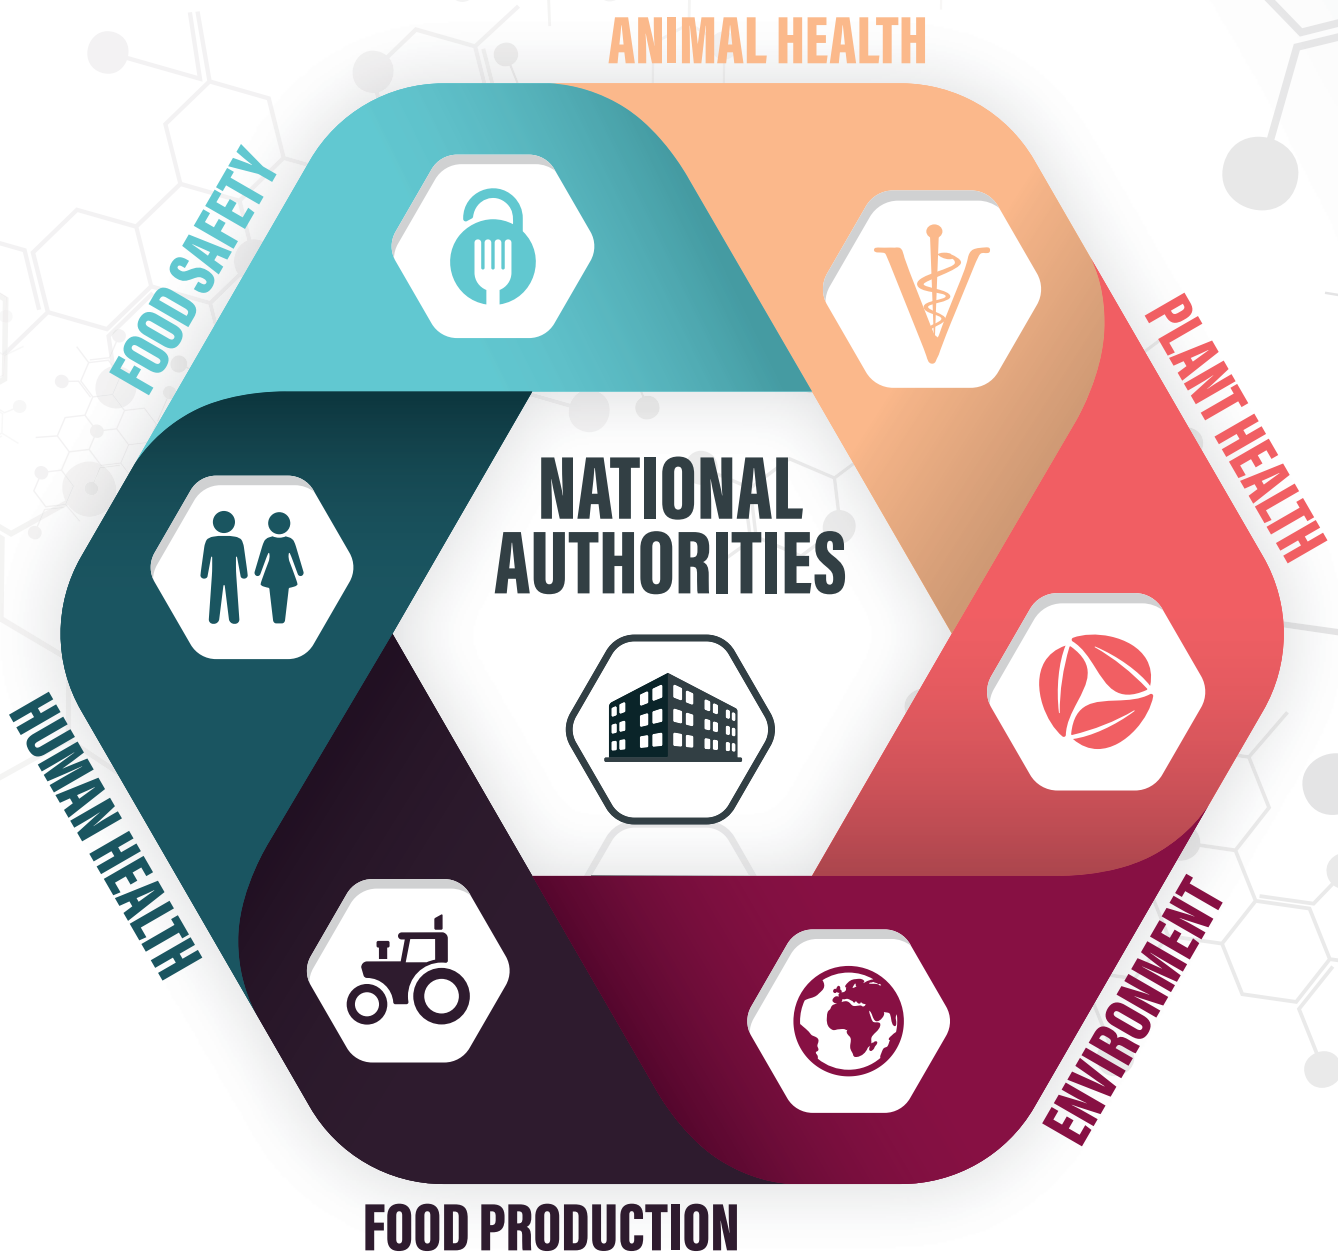 ANIMAL HEALTH
FOOD SAFETY
PLANT HEALTH
NATIONAL
AUTHORITIES
HUMAN HEALTH
ENVIRONMENT
FOOD PRODUCTION